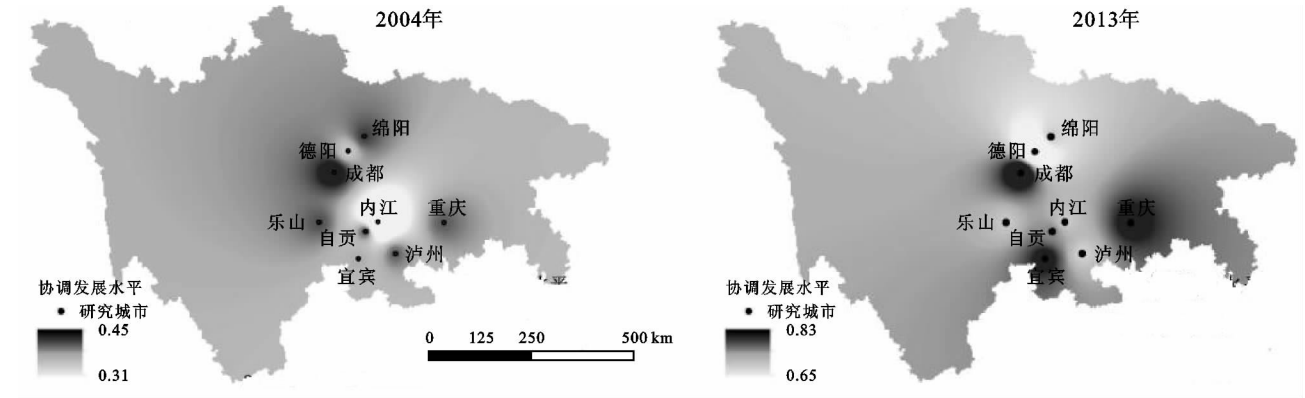 2004年
绵阳
德阳
成都
乐山
内江
重庆
自贡
泸州
宜宾
协调发展水平
研究城市
0.45
0.31
0 125 250 500 km
2013年
绵阳
德阳
成都
乐山
内江
重庆
自贡
泸州
宜宾
协调发展水平
研究城市
0.83
0.65